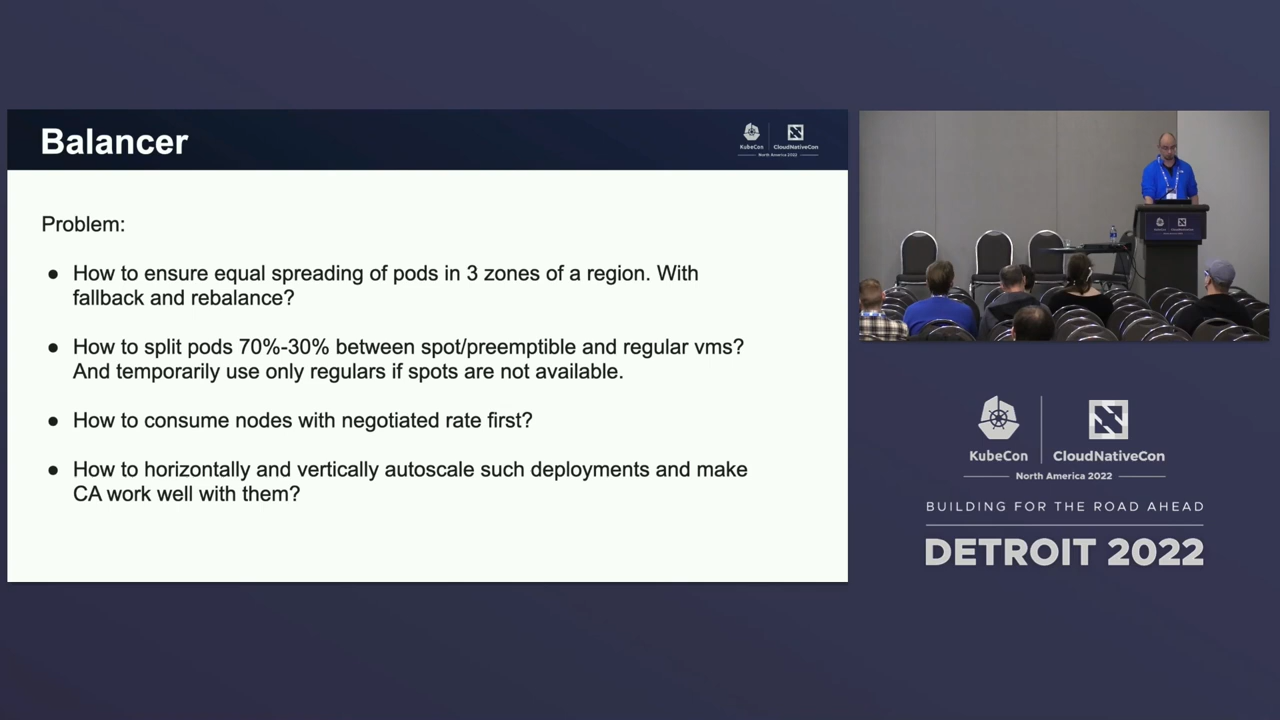 Balancer
KubeCon
CloudNativeCon
North America 2022
Problem:
● How to ensure equal spreading of pods in 3 zones of a region. With
fallback and rebalance?
● How to split pods 70%-30% between spot/preemptible and regular vms?
And temporarily use only regulars if spots are not available.
● How to consume nodes with negotiated rate first?
● How to horizontally and vertically autoscale such deployments and make
CA work well with them?
KubeCon
CloudNativeCon
North America 2022
BUILDING FOR THE ROAD AHEAD
DETROIT 2022